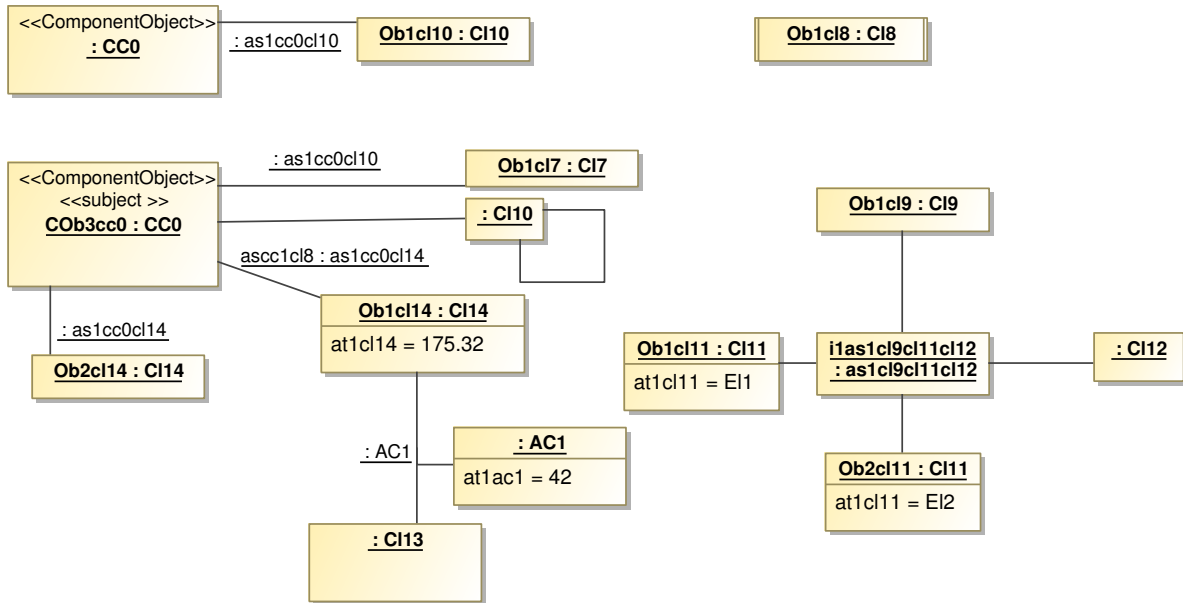 <<ComponentObject>>
: CC0
: as1cc0cl10
Ob1cl10 : Cl10
Ob1cl8 : Cl8
<<ComponentObject>>
<<subject >>
COb3cc0 : CC0
: as1cc0cl10
Ob1cl7 : Cl7
: Cl10
ascc1cl8 : as1cc0cl14
: as1cc0cl14
Ob2cl14 : Cl14
Ob1cl14 : Cl14
at1cl14 = 175.32
: AC1
: AC1
at1ac1 = 42
: Cl13
Ob1cl9 : Cl9
Ob1cl11 : Cl11
at1cl11 = El1
i1as1cl9cl11cl12
: as1cl9cl11cl12
: Cl12
Ob2cl11 : Cl11
at1cl11 = El2